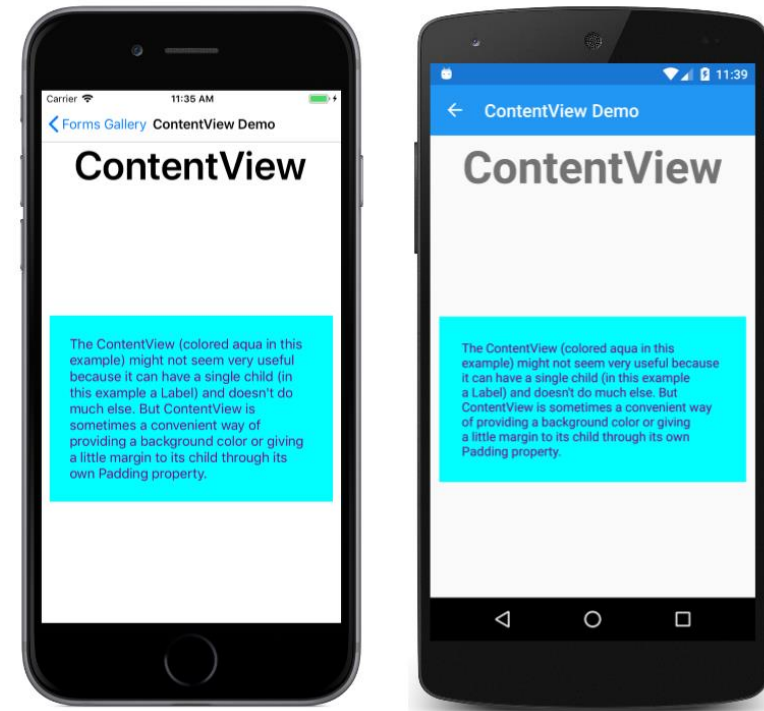 Carrier 11:35 AM
Forms Gallery ContentView Demo
ContentView
The ContentView (colored aqua in this
example) might not seem very useful
because it can have a single child (in
this example a Label) and doesn't do
much else. But ContentView is
sometimes a convenient way of
providing a background color or giving
a little margin to its child through its
own Padding property.
11:39
ContentView Demo
ContentView
The ContentView (colored aqua in this
example) might not seem very useful because
it can have a single child (in this example
a Label) and doesn't do much else. But
ContentView is sometimes a convenient way
of providing a background color or giving
a little margin to its child through its own
Padding property.